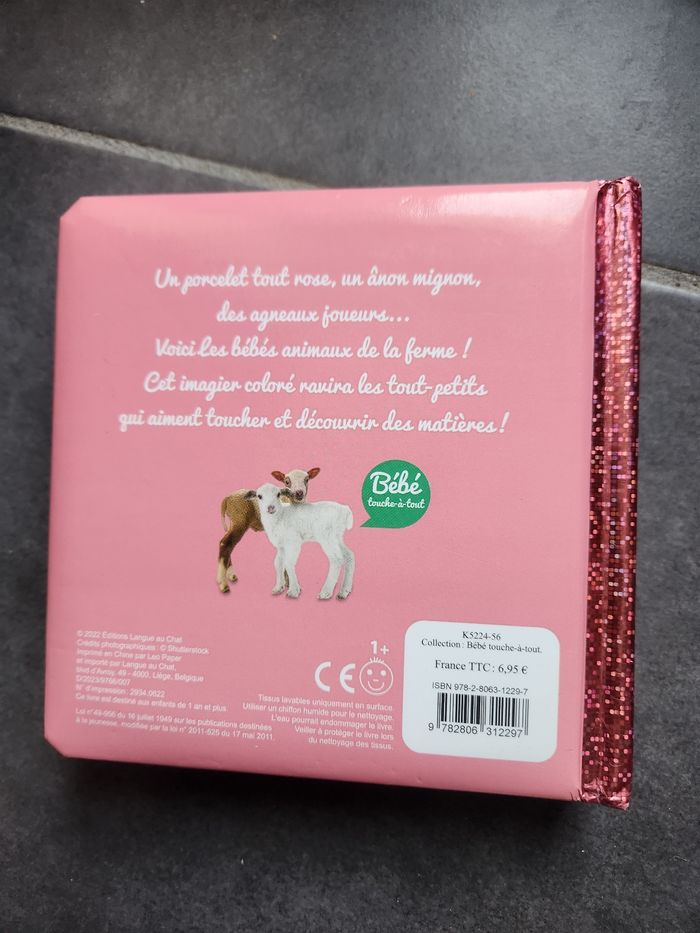 Un porcelet tout rose, un ânon mignon,
des agneaux joueurs...
Voici Les bébés animaux de la ferme !
Cet imagier coloré ravira les tout-petits
qui aiment toucher et découvrir des matières !
Bébé
touche-à-tout
© 2022 Editions Langue au Chat
Crédits photographiques : © Shutterstock
Imprimé en Chine par Leo Paper
et importé par Langue au Chat,
Blvd d'Avroy, 49 - 4000, Liège, Belgique
D/2023/9766/007
N° d'impression : 2934.0022
Ce livre est destiné aux enfants de 1 an et plus.
Loi n° 49-956 du 16 juillet 1949 sur les publications destinées
à la jeunesse, modifiée par la loi n° 2011-525 du 17 mai 2011.
CE
1+
Tissus lavables uniquement en surface.
Utiliser un chiffon humide pour le nettoyage.
L'eau pourrait endommager le livre.
Veiller à protéger le livre lors
du nettoyage des tissus.
K5224-56
Collection : Bébé touche-à-tout.
France TTC : 6,95 €
ISBN 978-2-8063-1229-7
9 782806 312297